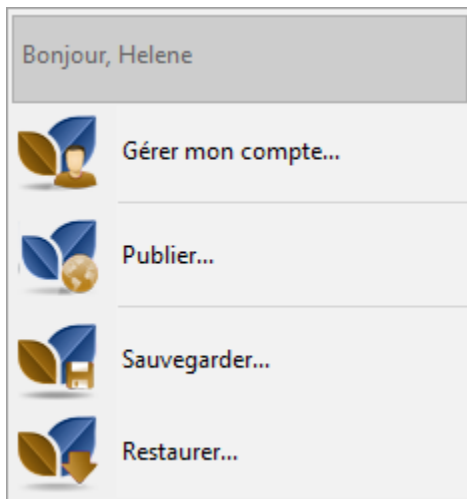 Bonjour, Helene
Gérer mon compte...
Publier...
Sauvegarder...
Restaurer...